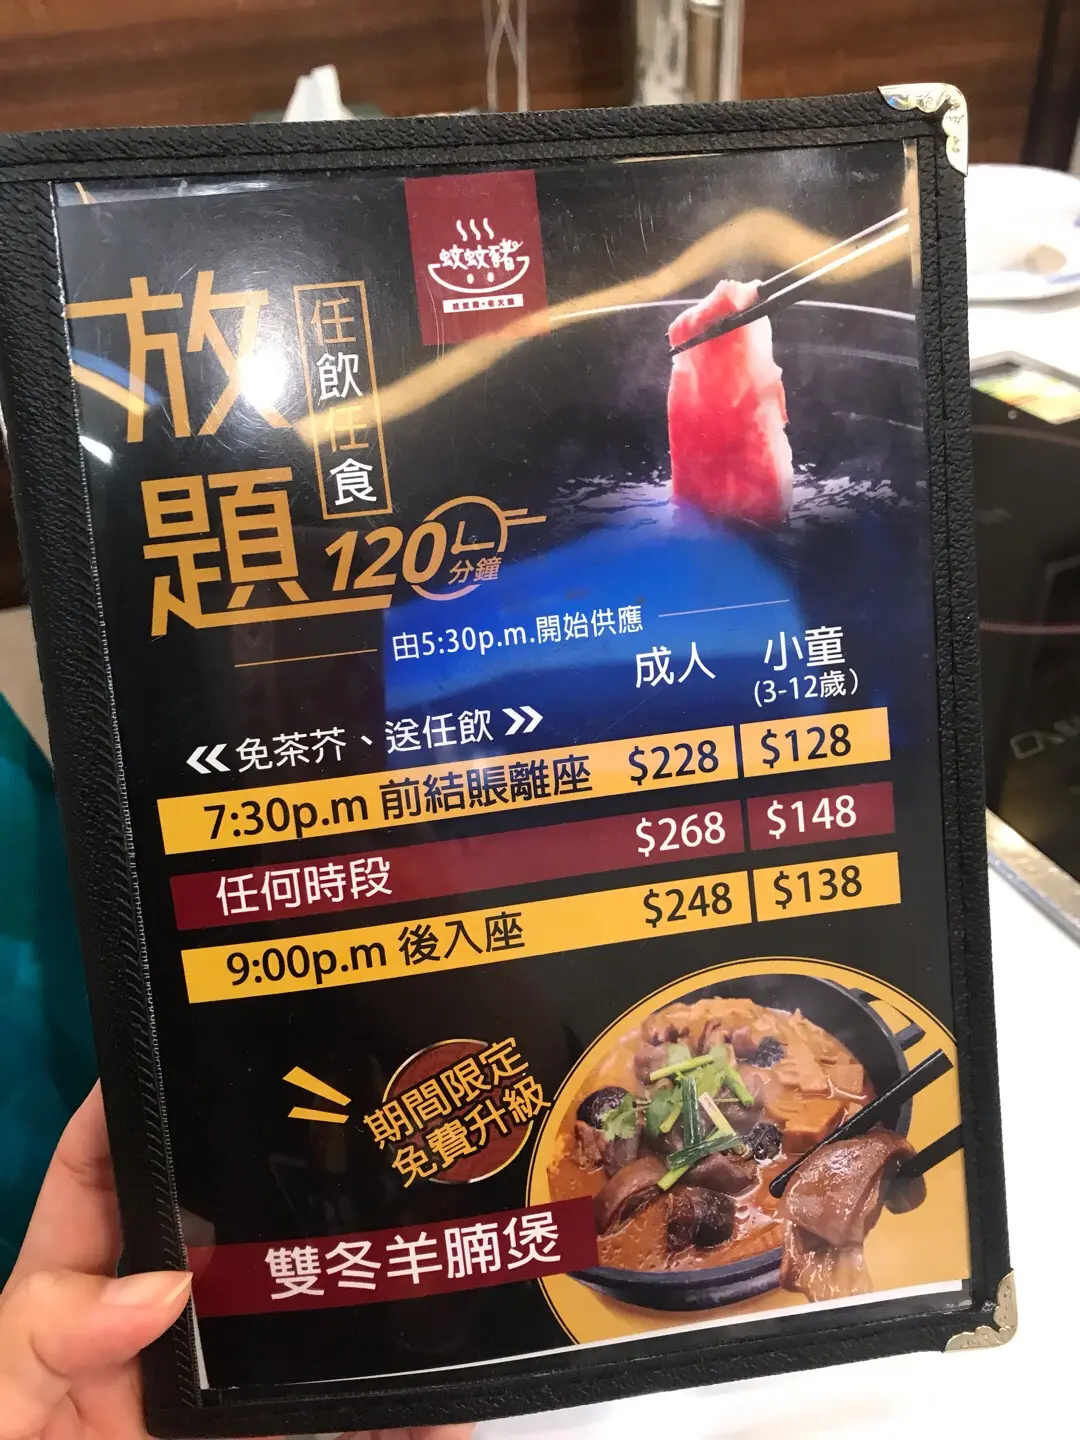 蚊蚊豬
放題
任飲任食
120分鐘
由5:30p.m.開始供應
成人 小童
(3-12歲)
《免茶芥、送任飲》
7:30p.m 前結賬離座 $228 $128
任何時段 $268 $148
9:00p.m 後入座 $248 $138
期間限定
免費升級
雙冬羊腩煲